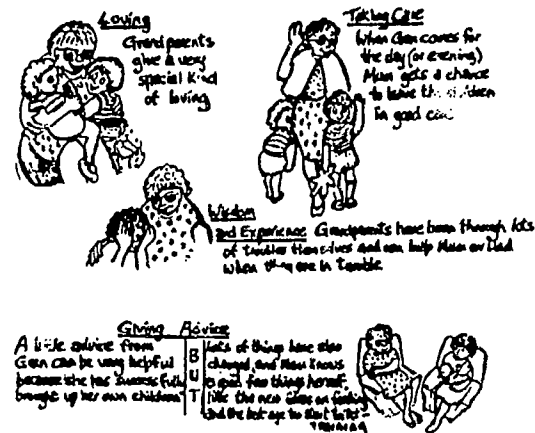 Loving
Grandparents
give a very
special kind
of loving
Taking Care
When Gran comes for
the day (or evening)
Mum gets a chance
to leave the children
in good
Wisdom
and Experience Grandparents have been through lots
of troubles themselves and can help Mum or Dad
when they are in trouble
Giving Advice
A little advice from
Gran can be very helpful
because she has successfully
brought up her own children
BUT
lots of things have also
changed, and Mum knows
a good few things herself,
like the new ideas on feeding
and the best age to start toilet-
TRAINING